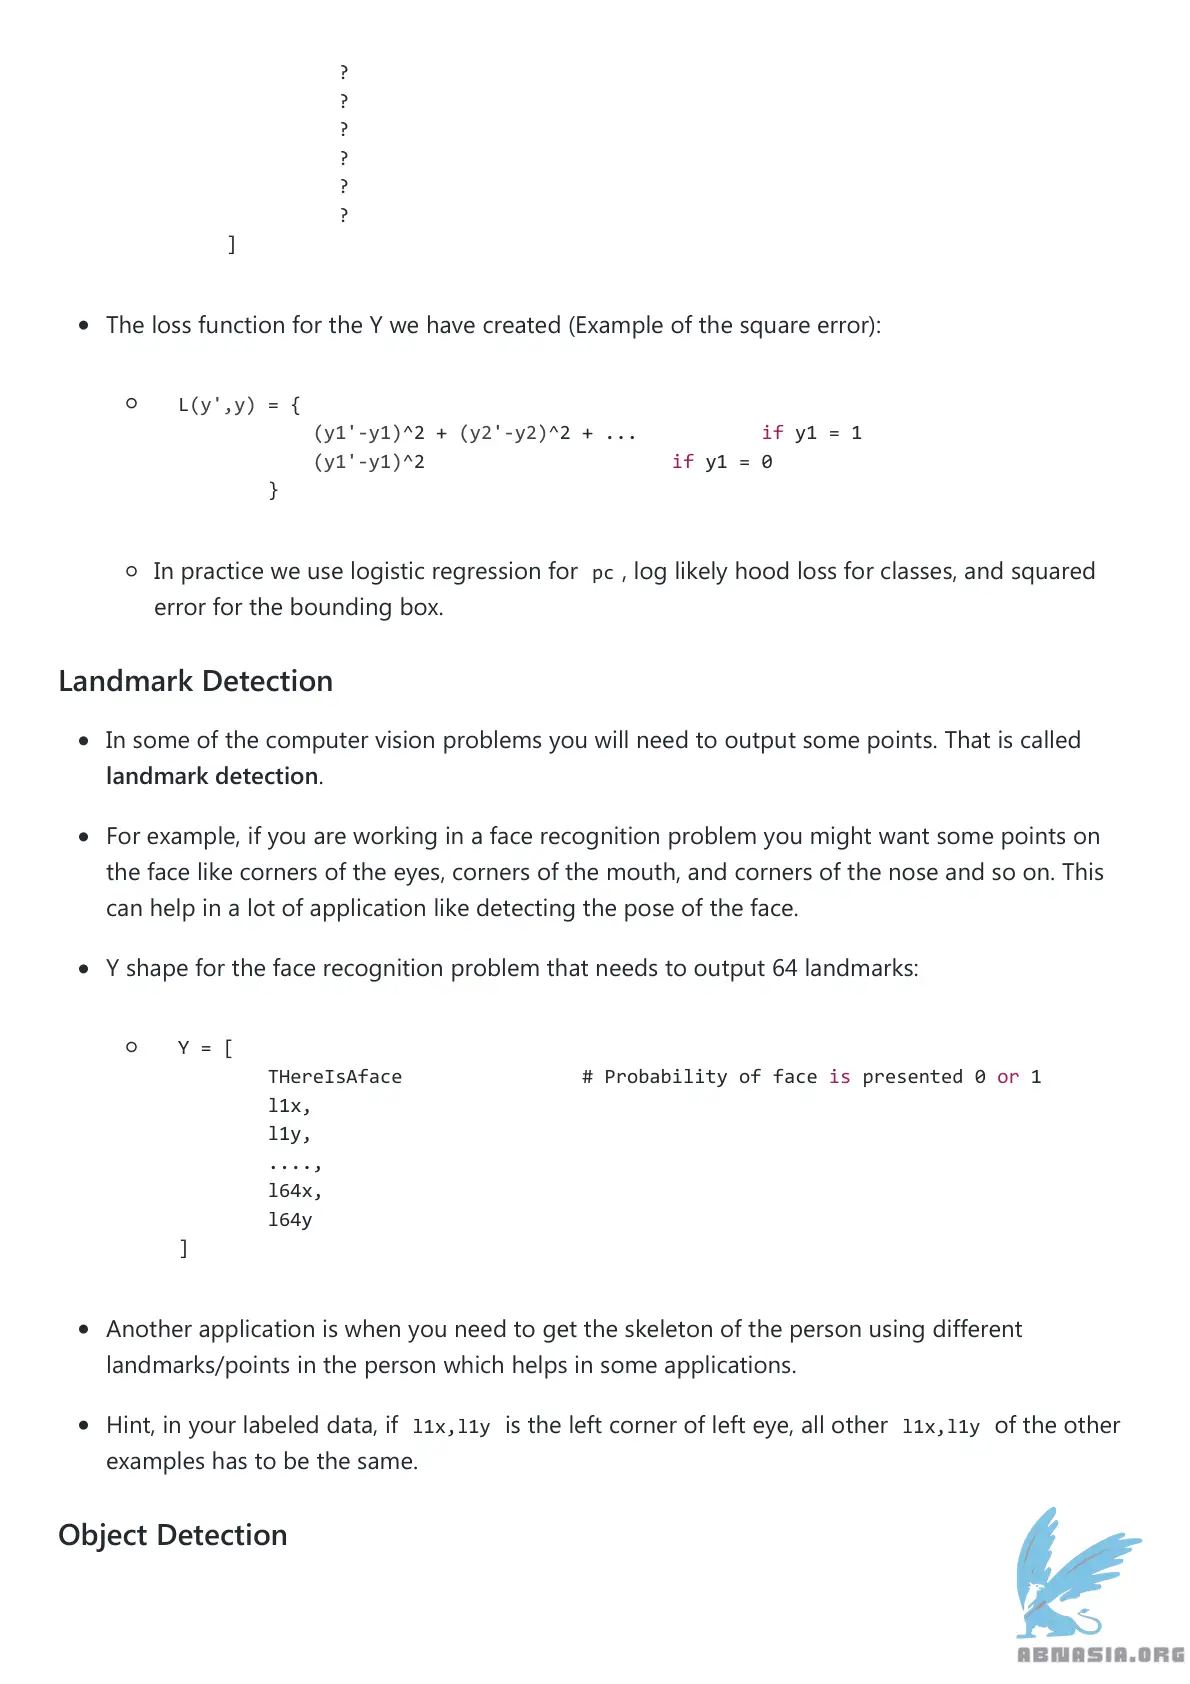 ?
?
?
?
?
?
]
• The loss function for the Y we have created (Example of the square error):
○ L(y',y) = {
(y1'-y1)^2 + (y2'-y2)^2 + ... if y1 = 1
(y1'-y1)^2 if y1 = 0
}
○ In practice we use logistic regression for pc , log likely hood loss for classes, and squared
error for the bounding box.
Landmark Detection
• In some of the computer vision problems you will need to output some points. That is called
landmark detection.
• For example, if you are working in a face recognition problem you might want some points on
the face like corners of the eyes, corners of the mouth, and corners of the nose and so on. This
can help in a lot of application like detecting the pose of the face.
• Y shape for the face recognition problem that needs to output 64 landmarks:
○ Y = [
THereIsAface # Probability of face is presented 0 or 1
l1x,
l1y,
....,
l64x,
l64y
]
• Another application is when you need to get the skeleton of the person using different
landmarks/points in the person which helps in some applications.
• Hint, in your labeled data, if l1x,l1y is the left corner of left eye, all other l1x,l1y of the other
examples has to be the same.
Object Detection
ABNASIA.ORG